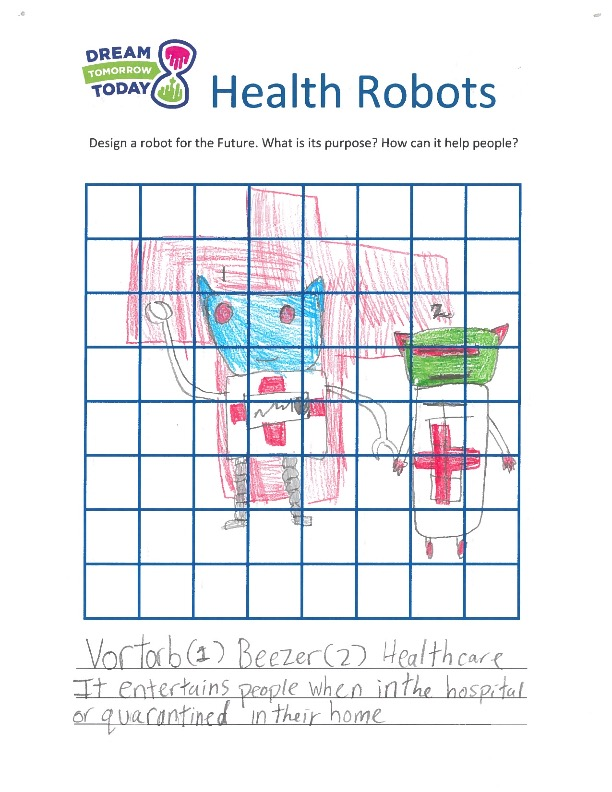 DREAM
TOMORROW
TODAY
Health Robots
Design a robot for the Future. What is its purpose? How can it help people?
1
2
Vortorb(1) Beezer(2) Healthcare
It entertains people when in the hospital
or quarantined in their home